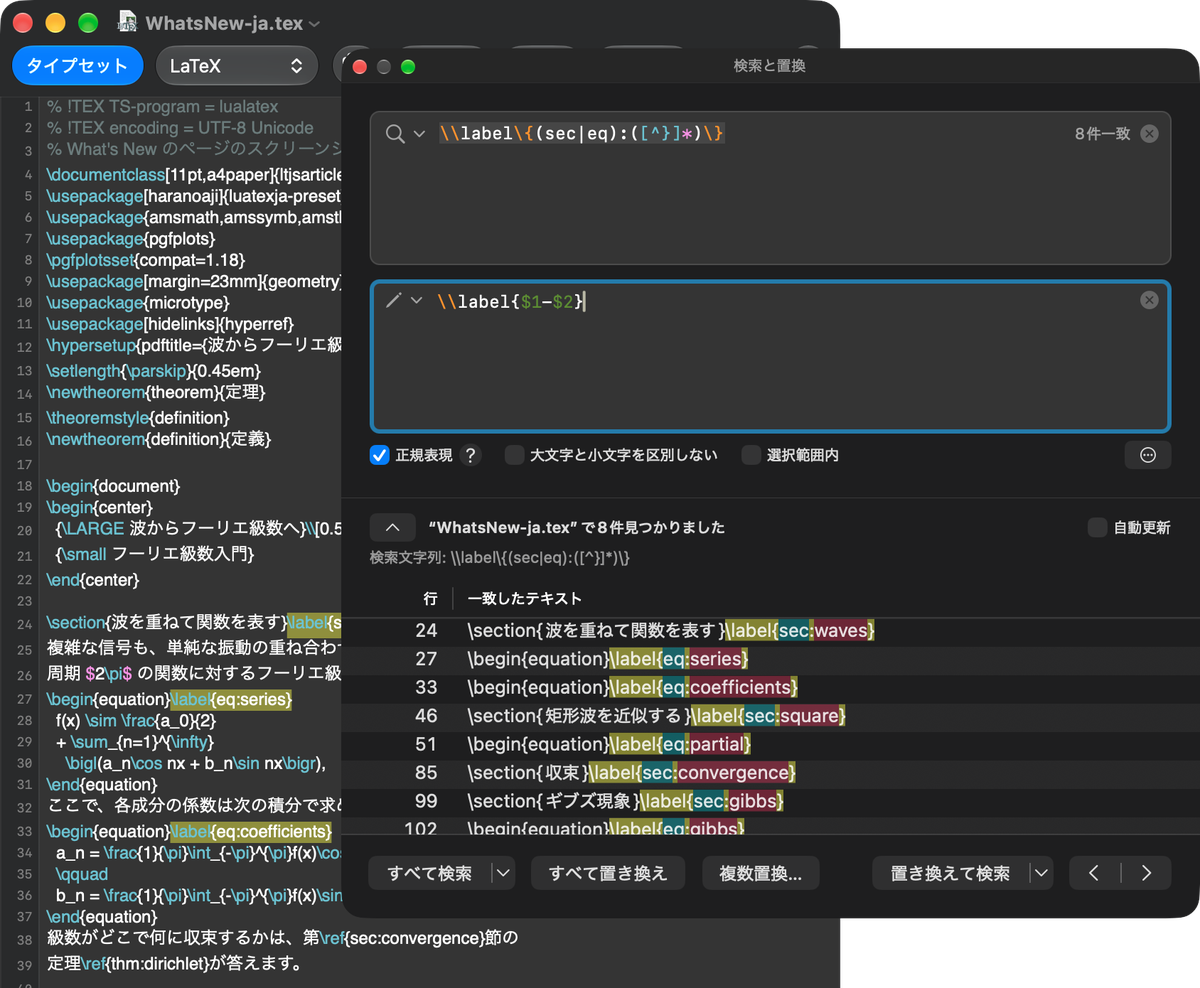 WhatsNew-ja.tex
タイプセット
LaTeX
1 % !TEX TS-program = lualatex
2 % !TEX encoding = UTF-8 Unicode
3 % What's New のページのスクリーンシ
4 \documentclass[11pt,a4paper]{ltjsarticle
5 \usepackage[haranoaji]{luatexja-preset
6 \usepackage{amsmath,amssymb,amst
7 \usepackage{pgfplots}
8 \pgfplotsset{compat=1.18}
9 \usepackage[margin=23mm]{geometry}
10 \usepackage{microtype}
11 \usepackage[hidelinks]{hyperref}
12 \hypersetup{pdftitle={波からフーリエ級
13 \setlength{\parskip}{0.45em}
14 \newtheorem{theorem}{定理}
15 \theoremstyle{definition}
16 \newtheorem{definition}{定義}
17
18 \begin{document}
19 \begin{center}
20 {\LARGE 波からフーリエ級数へ}\\[0.5
21 {\small フーリエ級数入門}
22 \end{center}
23
24 \section{波を重ねて関数を表す}\label{s
25 複雑な信号も、単純な振動の重ね合わ
26 周期 $2\pi$ の関数に対するフーリエ級
27 \begin{equation}\label{eq:series}
28 f(x) \sim \frac{a_0}{2}
29 + \sum_{n=1}^{\infty}
30 \bigl(a_n\cos nx + b_n\sin nx\bigr),
31 \end{equation}
32 ここで、各成分の係数は次の積分で求め
33 \begin{equation}\label{eq:coefficients}
34 a_n = \frac{1}{\pi}\int_{-\pi}^{\pi}f(x)\cos
35 \qquad
36 b_n = \frac{1}{\pi}\int_{-\pi}^{\pi}f(x)\sin
37 \end{equation}
38 級数がどこで何に収束するかは、第\ref{sec:convergence}節の
39 定理\ref{thm:dirichlet}が答えます。
検索と置換
\\label\{(sec|eq):([^}]*)\}
8件一致
\\label{$1-$2}
正規表現 ? 大文字と小文字を区別しない 選択範囲内
“WhatsNew-ja.tex” で8件見つかりました
自動更新
検索文字列: \\label\{(sec|eq):([^}]*)\}
行 一致したテキスト
24 \section{波を重ねて関数を表す}\label{sec:waves}
27 \begin{equation}\label{eq:series}
33 \begin{equation}\label{eq:coefficients}
46 \section{矩形波を近似する}\label{sec:square}
51 \begin{equation}\label{eq:partial}
85 \section{収束}\label{sec:convergence}
99 \section{ギブズ現象}\label{sec:gibbs}
102 \begin{equation}\label{eq:gibbs}
すべて検索 すべて置き換え 複数置換... 置き換えて検索